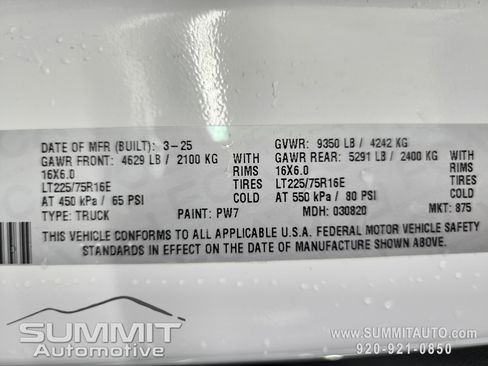 DATE OF MFR (BUILT): 3-25 GVWR: 9350 LB / 4242 KG
GAWR FRONT: 4629 LB / 2100 KG WITH GAWR REAR: 5291 LB / 2400 KG WITH
16X6.0 RIMS 16X6.0 RIMS
LT225/75R16E TIRES LT225/75R16E TIRES
AT 450 kPa / 65 PSI COLD AT 550 kPa / 80 PSI COLD
TYPE: TRUCK PAINT: PW7 MDH: 030820 MKT: 875
THIS VEHICLE CONFORMS TO ALL APPLICABLE U.S.A. FEDERAL MOTOR VEHICLE SAFETY
STANDARDS IN EFFECT ON THE DATE OF MANUFACTURE SHOWN ABOVE.
SUMMIT
Automotive
www.SUMMITAUTO.com
920-921-0850